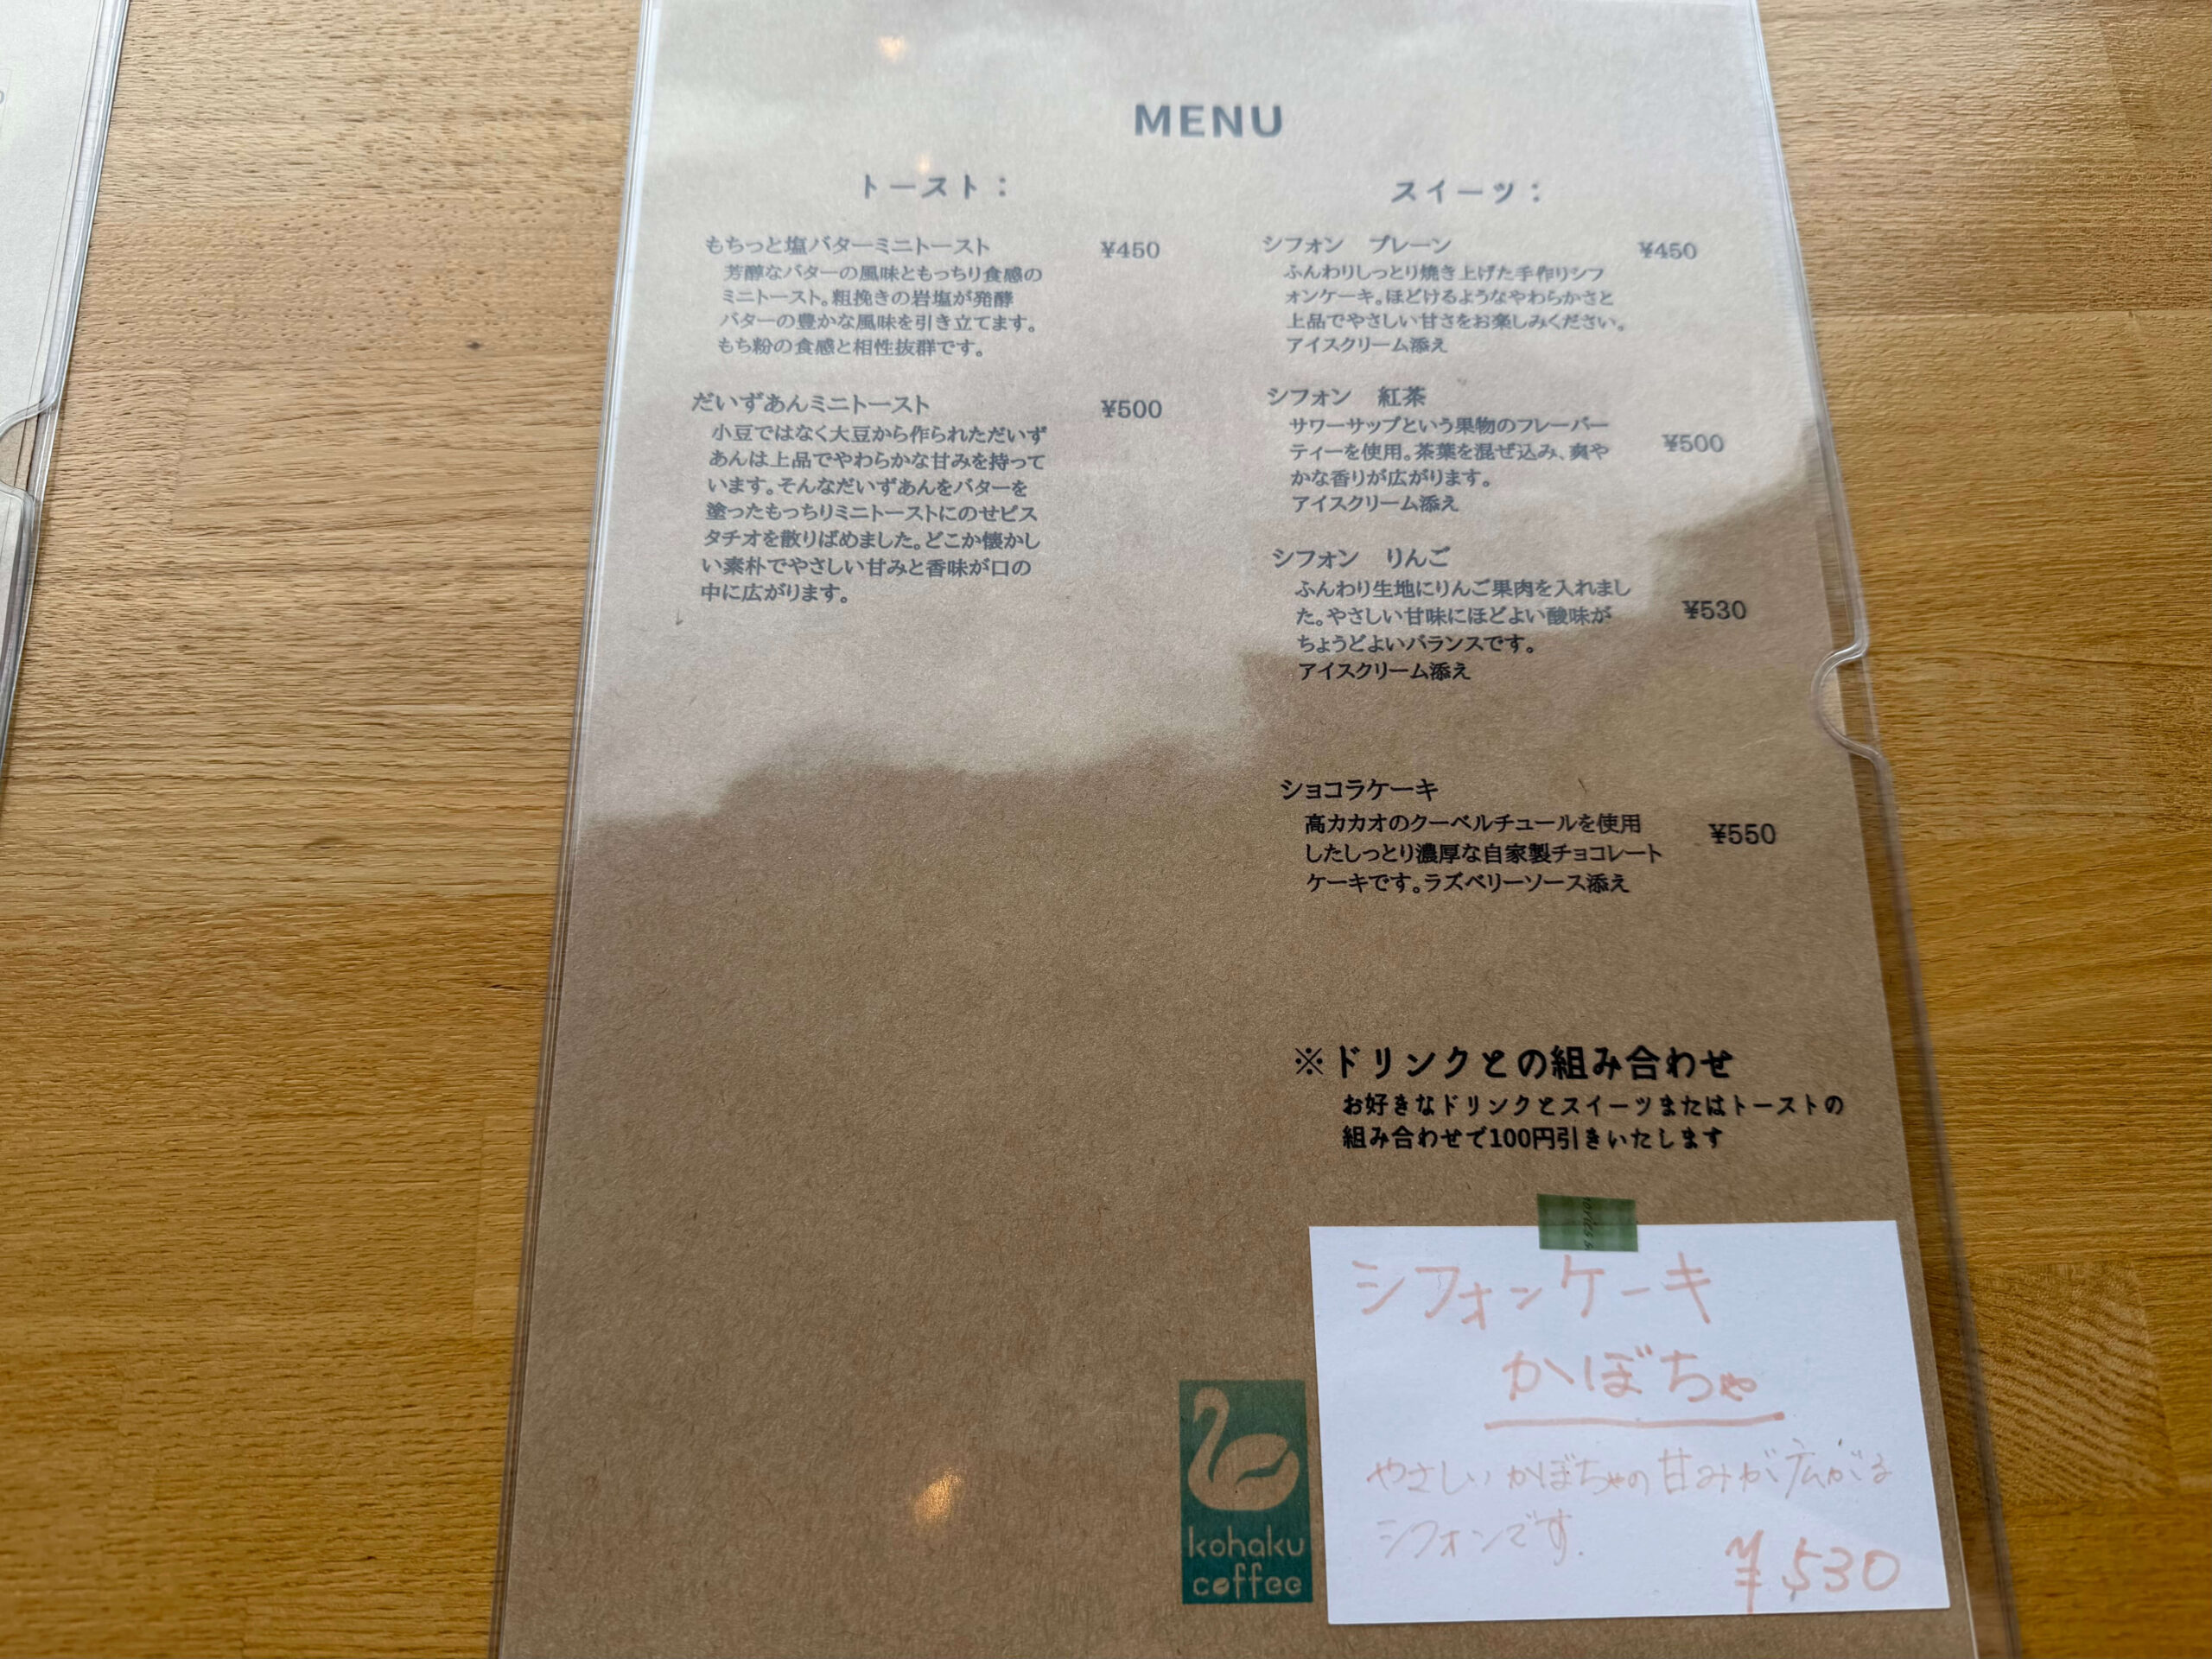 MENU
トースト：
もちっと塩バターミニトースト ¥450
芳醇なバターの風味ともっちり食感の
ミニトースト。粗挽きの岩塩が発酵
バターの豊かな風味を引き立てます。
もち粉の食感と相性抜群です。
だいずあんミニトースト ¥500
小豆ではなく大豆から作られただいず
あんは上品でやわらかな甘みを持って
います。そんなだいずあんをバターを
塗ったもっちりミニトーストにのせピス
タチオを散りばめました。どこか懐かし
い素朴でやさしい甘みと香味が口の
中に広がります。
スイーツ：
シフォン　プレーン ¥450
ふんわりしっとり焼き上げた手作りシフ
ォンケーキ。ほどけるようなやわらかさと
上品でやさしい甘さをお楽しみください。
アイスクリーム添え
シフォン　紅茶
サワーサップという果物のフレーバー
ティーを使用。茶葉を混ぜ込み、爽や ¥500
かな香りが広がります。
アイスクリーム添え
シフォン　りんご
ふんわり生地にりんご果肉を入れまし
た。やさしい甘味にほどよい酸味が ¥530
ちょうどよいバランスです。
アイスクリーム添え
ショコラケーキ
高カカオのクーベルチュールを使用 ¥550
したしっとり濃厚な自家製チョコレート
ケーキです。ラズベリーソース添え
※ドリンクとの組み合わせ
お好きなドリンクとスイーツまたはトーストの
組み合わせで100円引きいたします
シフォンケーキ
かぼちゃ
やさしいかぼちゃの甘みが広がる
シフォンです.
¥530
kohaku
coffee